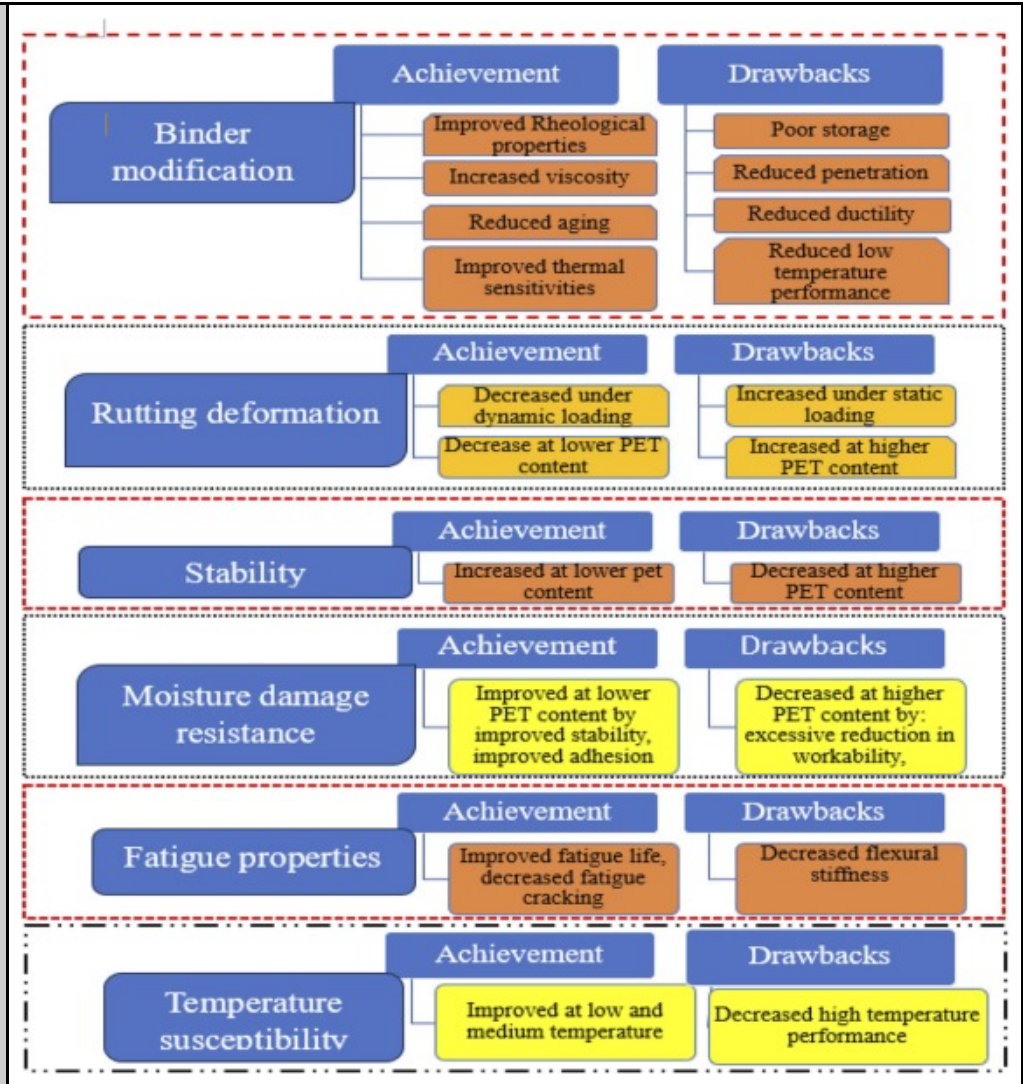 Achievement
Drawbacks
Binder
modification
Improved Rheological
properties
Increased viscosity
Reduced aging
Improved thermal
sensitivities
Poor storage
Reduced penetration
Reduced ductility
Reduced low
temperature
performance
Achievement
Drawbacks
Rutting deformation
Decreased under
dynamic loading
Decrease at lower PET
content
Increased under static
loading
Increased at higher
PET content
Achievement
Drawbacks
Stability
Increased at lower pet
content
Decreased at higher
PET content
Achievement
Drawbacks
Moisture damage
resistance
Improved at lower
PET content by
improved stability,
improved adhesion
Decreased at higher
PET content by:
excessive reduction in
workability,
Achievement
Drawbacks
Fatigue properties
Improved fatigue life,
decreased fatigue
cracking
Decreased flexural
stiffness
Achievement
Drawbacks
Temperature
susceptibility
Improved at low and
medium temperature
Decreased high temperature
performance